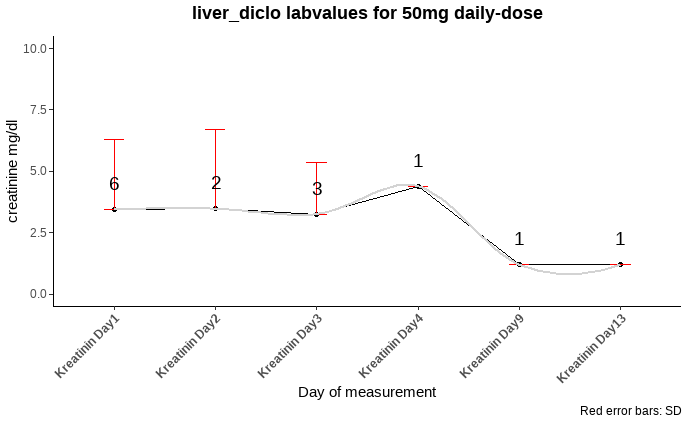 liver_diclo labvalues for 50mg daily-dose
creatinine mg/dl
10.0
7.5
5.0
2.5
0.0
6
2
3
1
1
1
Kreatinin Day1
Kreatinin Day2
Kreatinin Day3
Kreatinin Day4
Kreatinin Day9
Kreatinin Day13
Day of measurement
Red error bars: SD